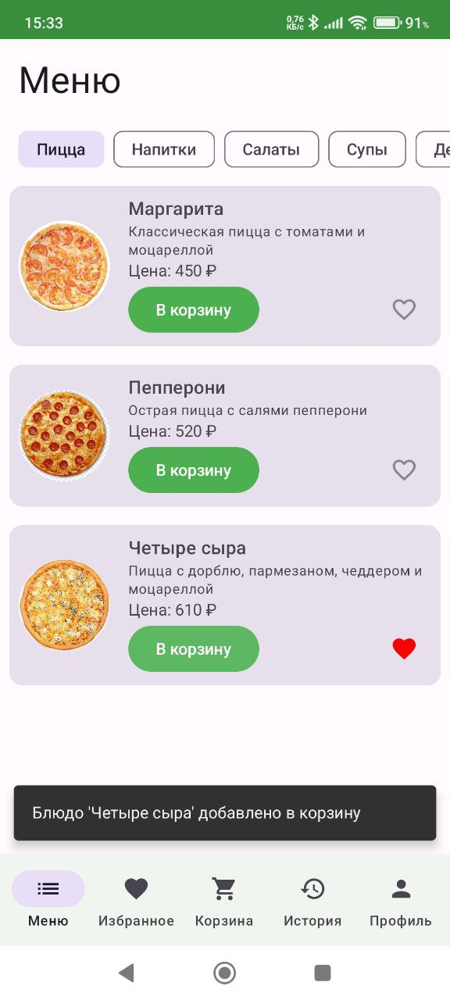 15:33
0,76
КБ/с
91%
Меню
Пицца
Напитки
Салаты
Супы
Де
Маргарита
Классическая пицца с томатами и
моцареллой
Цена: 450 ₽
В корзину
Пепперони
Острая пицца с салями пепперони
Цена: 520 ₽
В корзину
Четыре сыра
Пицца с дорблю, пармезаном, чеддером и
моцареллой
Цена: 610 ₽
В корзину
Блюдо 'Четыре сыра' добавлено в корзину
Меню
Избранное
Корзина
История
Профиль